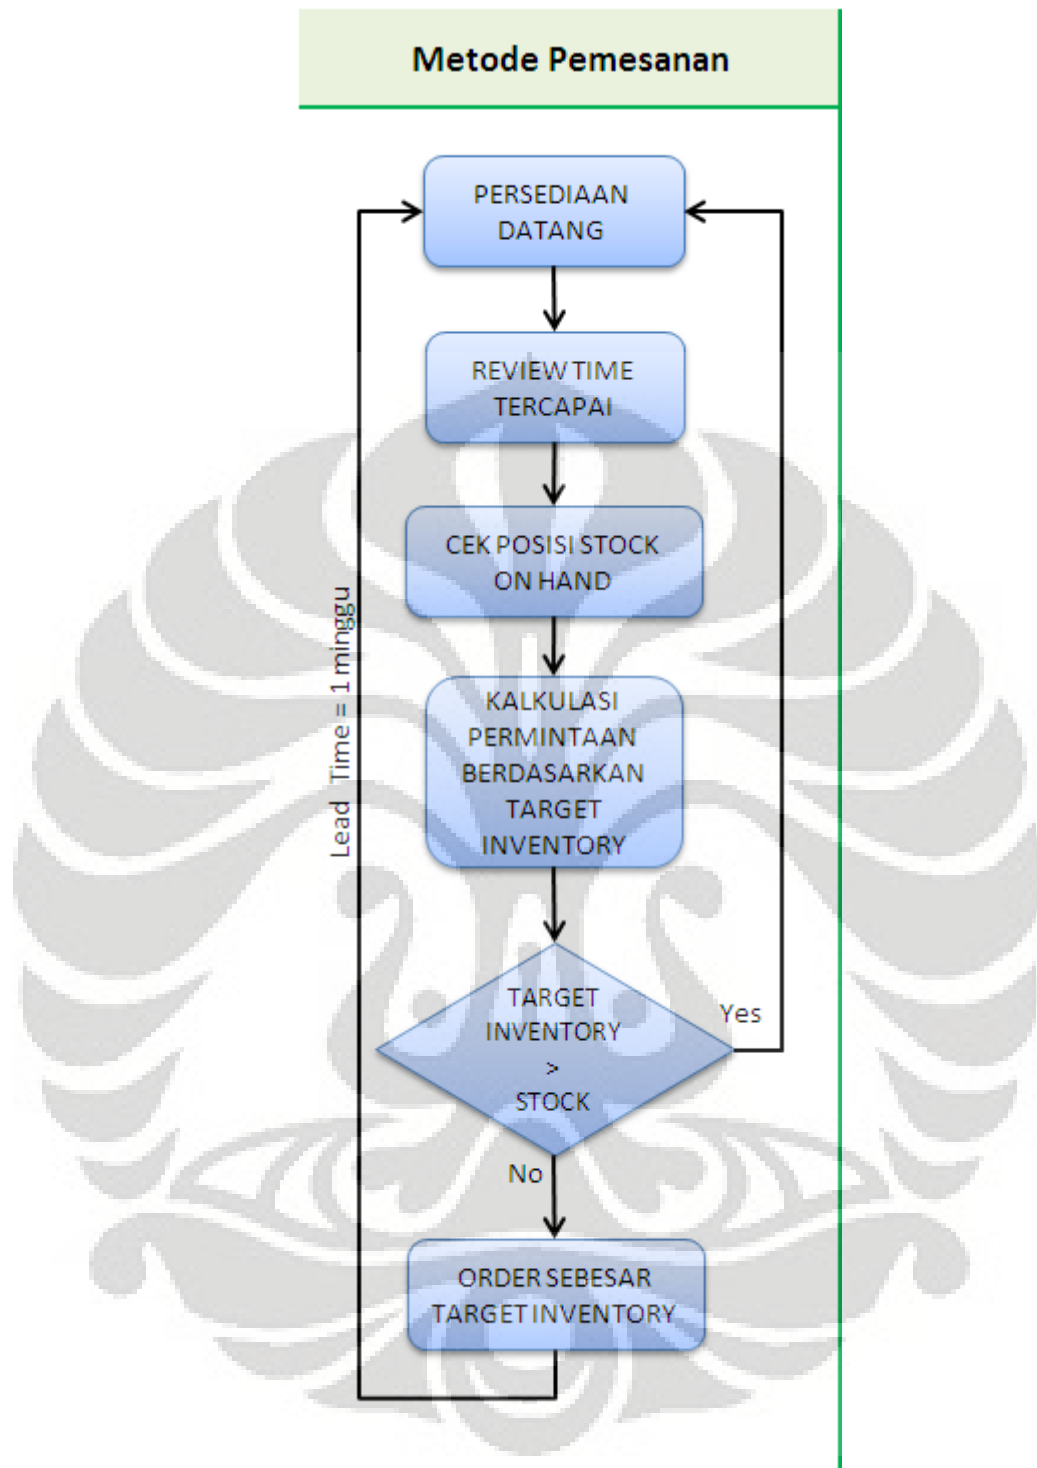 Metode Pemesanan
PERSEDIAAN
DATANG
REVIEW TIME
TERCAPAI
CEK POSISI STOCK
ON HAND
Lead Time = 1 minggu
KALKULASI
PERMINTAAN
BERDASARKAN
TARGET
INVENTORY
TARGET
INVENTORY
>
STOCK
Yes
No
ORDER SEBESAR
TARGET INVENTORY